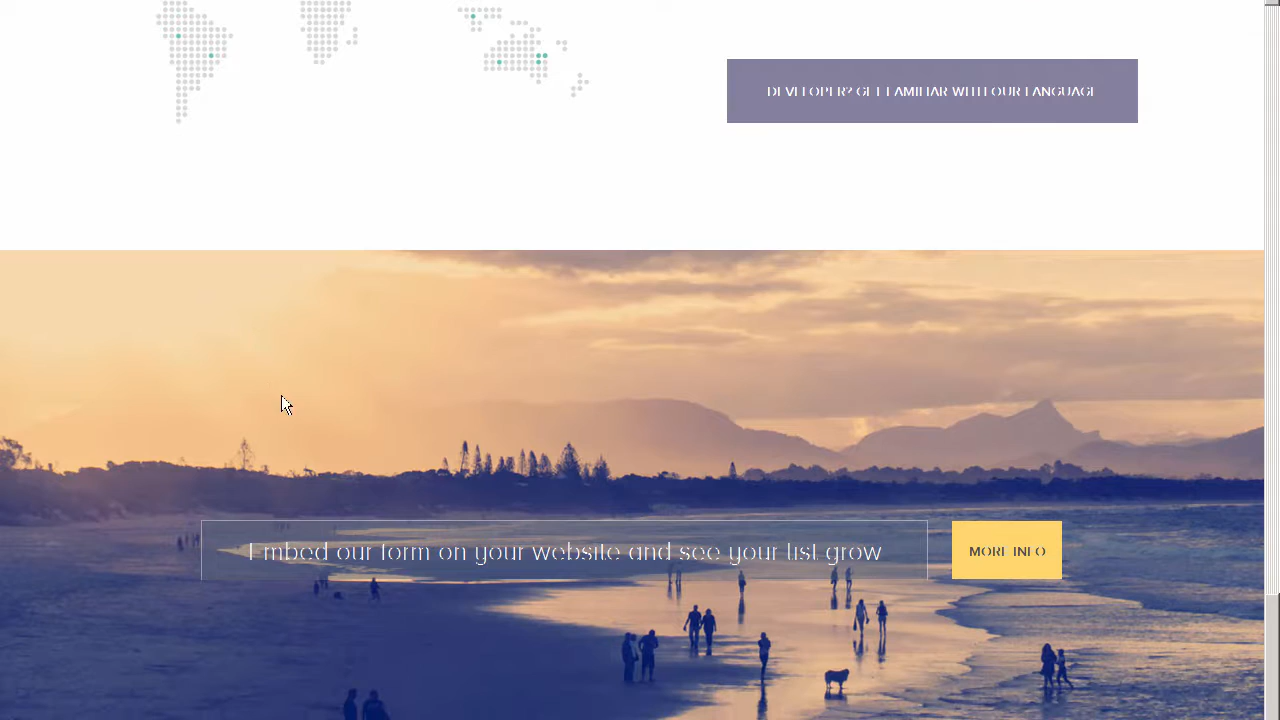 DEVELOPER? GET FAMILIAR WITH OUR LANGUAGE
Embed our form on your website and see your list grow
MORE INFO